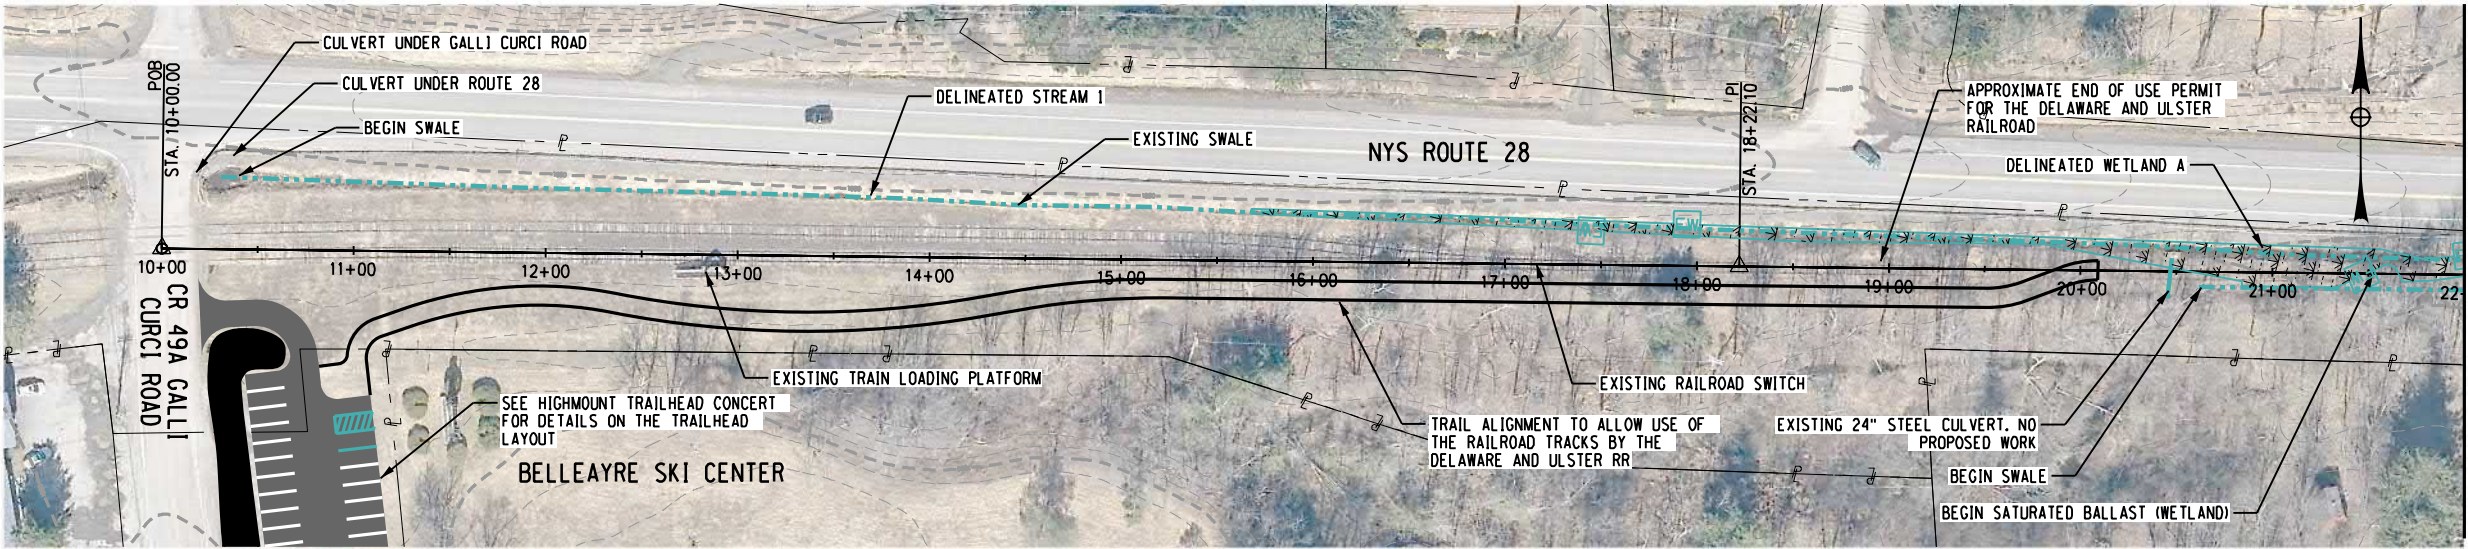 CULVERT UNDER GALLI CURCI ROAD
POB
STA. 10+00.00
CULVERT UNDER ROUTE 28
BEGIN SWALE
DELINEATED STREAM 1
EXISTING SWALE
NYS ROUTE 28
PI
STA. 18+22.10
APPROXIMATE END OF USE PERMIT
FOR THE DELAWARE AND ULSTER
RAILROAD
DELINEATED WETLAND A
10+00
11+00
12+00
13+00
14+00
15+00
16+00
17+00
18+00
19+00
20+00
21+00
22+
CR 49A GALLI
CURCI ROAD
EXISTING TRAIN LOADING PLATFORM
SEE HIGHMOUNT TRAILHEAD CONCERT
FOR DETAILS ON THE TRAILHEAD
LAYOUT
BELLEAYRE SKI CENTER
EXISTING RAILROAD SWITCH
TRAIL ALIGNMENT TO ALLOW USE OF
THE RAILROAD TRACKS BY THE
DELAWARE AND ULSTER RR
EXISTING 24" STEEL CULVERT. NO
PROPOSED WORK
BEGIN SWALE
BEGIN SATURATED BALLAST (WETLAND)